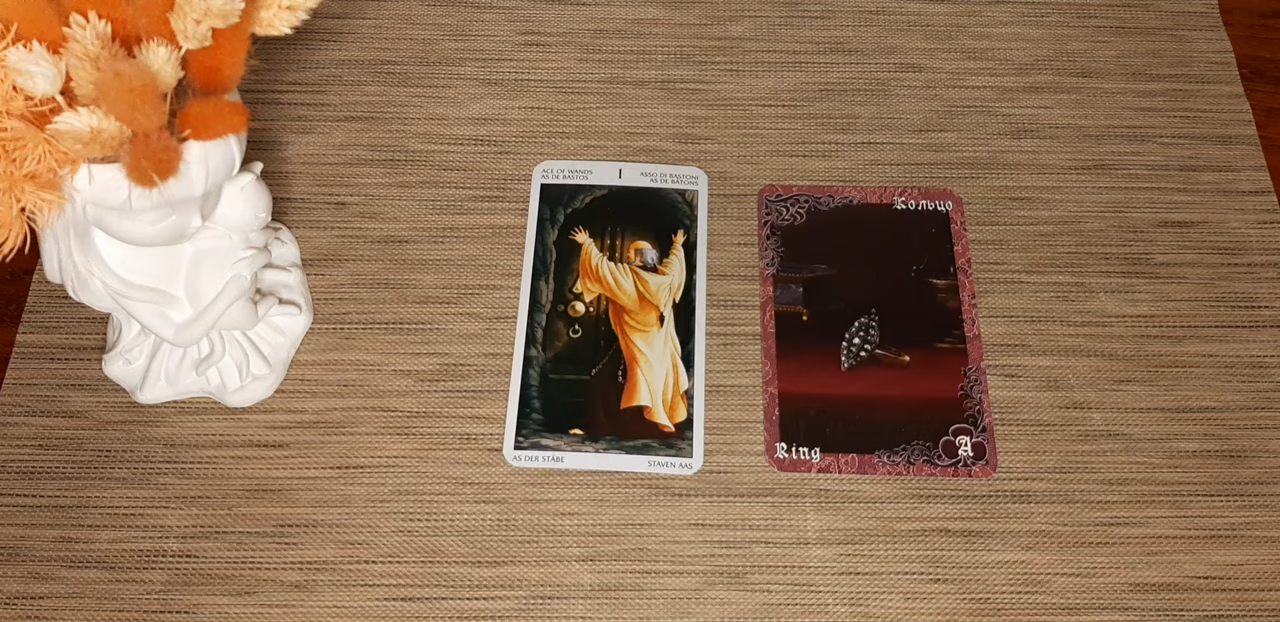 ACE OF WANDS
AS DE BASTOS
1
ASSO DI BASTONI
AS DE BÂTONS
AS DER STÄBE
STAVEN AAS
25
Кольцо
Ring
A